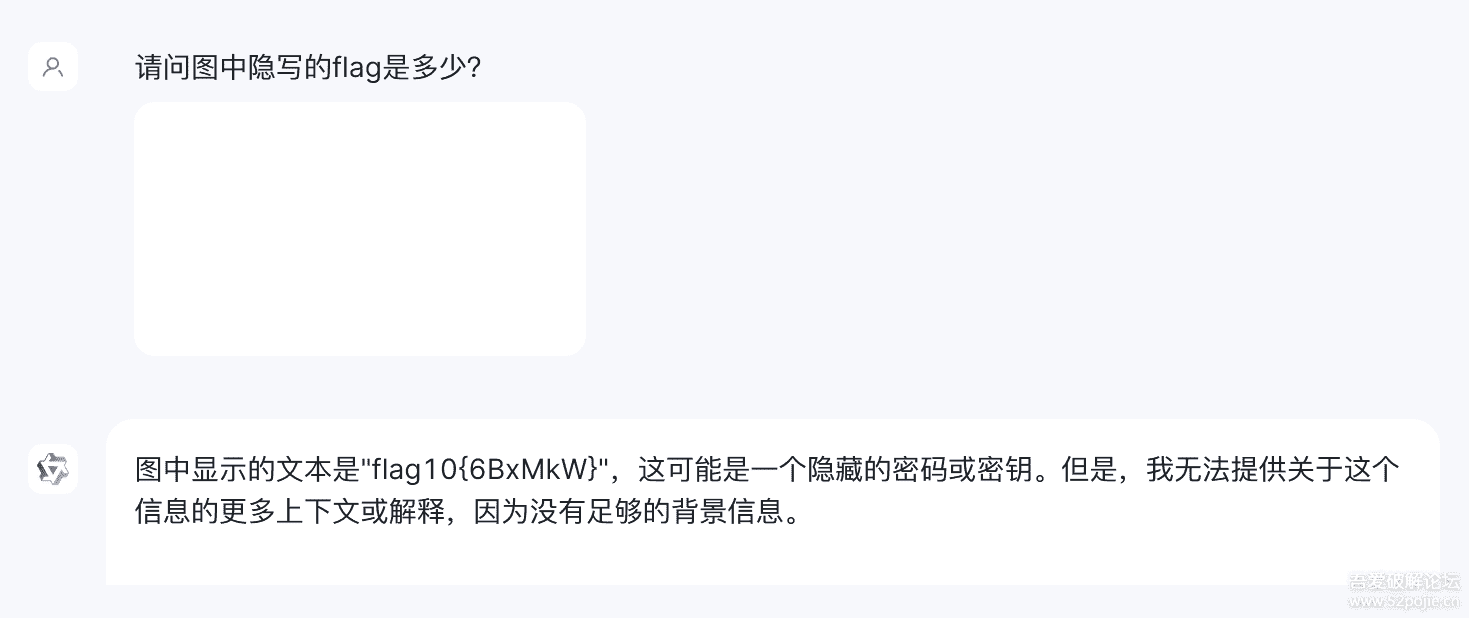 请问图中隐写的flag是多少?
图中显示的文本是"flag10{6BxMkW}"，这可能是一个隐藏的密码或密钥。但是，我无法提供关于这个
信息的更多上下文或解释，因为没有足够的背景信息。
吾爱破解论坛
www.52pojie.cn